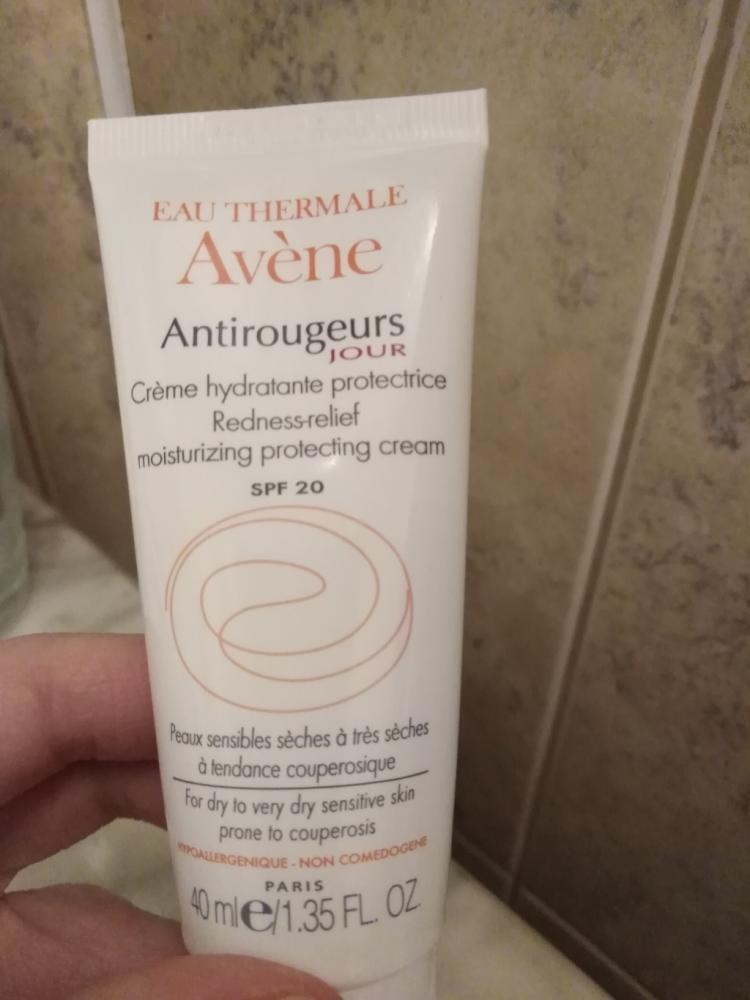 EAU THERMALE
Avène
Antirougeurs
JOUR
Crème hydratante protectrice
Redness-relief
moisturizing protecting cream
SPF 20
Peaux sensibles sèches à très sèches
à tendance couperosique
For dry to very dry sensitive skin
prone to couperosis
HYPOALLERGENIQUE - NON COMEDOGENE
PARIS
40 ml e/1.35 FL. OZ.